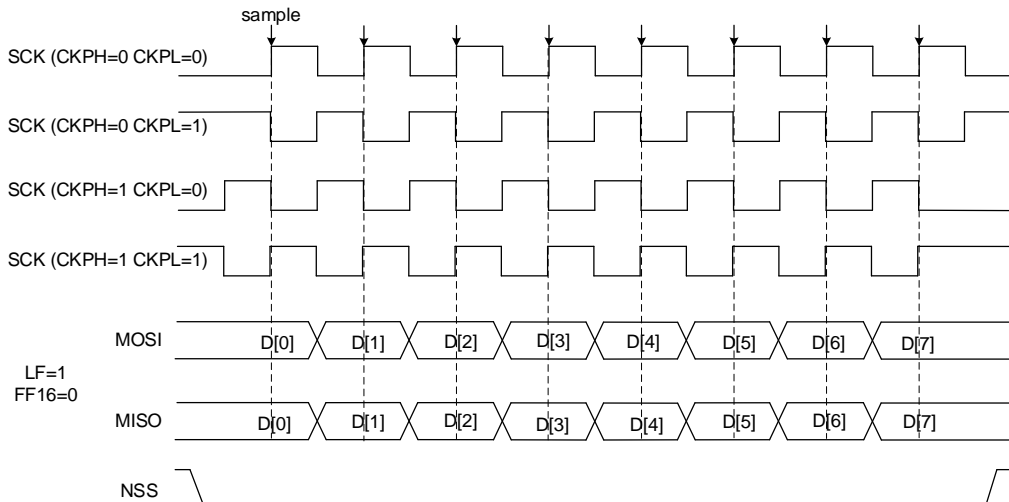 sample
SCK (CKPH=0 CKPL=0)
SCK (CKPH=0 CKPL=1)
SCK (CKPH=1 CKPL=0)
SCK (CKPH=1 CKPL=1)
MOSI
D[0] D[1] D[2] D[3] D[4] D[5] D[6] D[7]
LF=1
FF16=0
MISO
D[0] D[1] D[2] D[3] D[4] D[5] D[6] D[7]
NSS